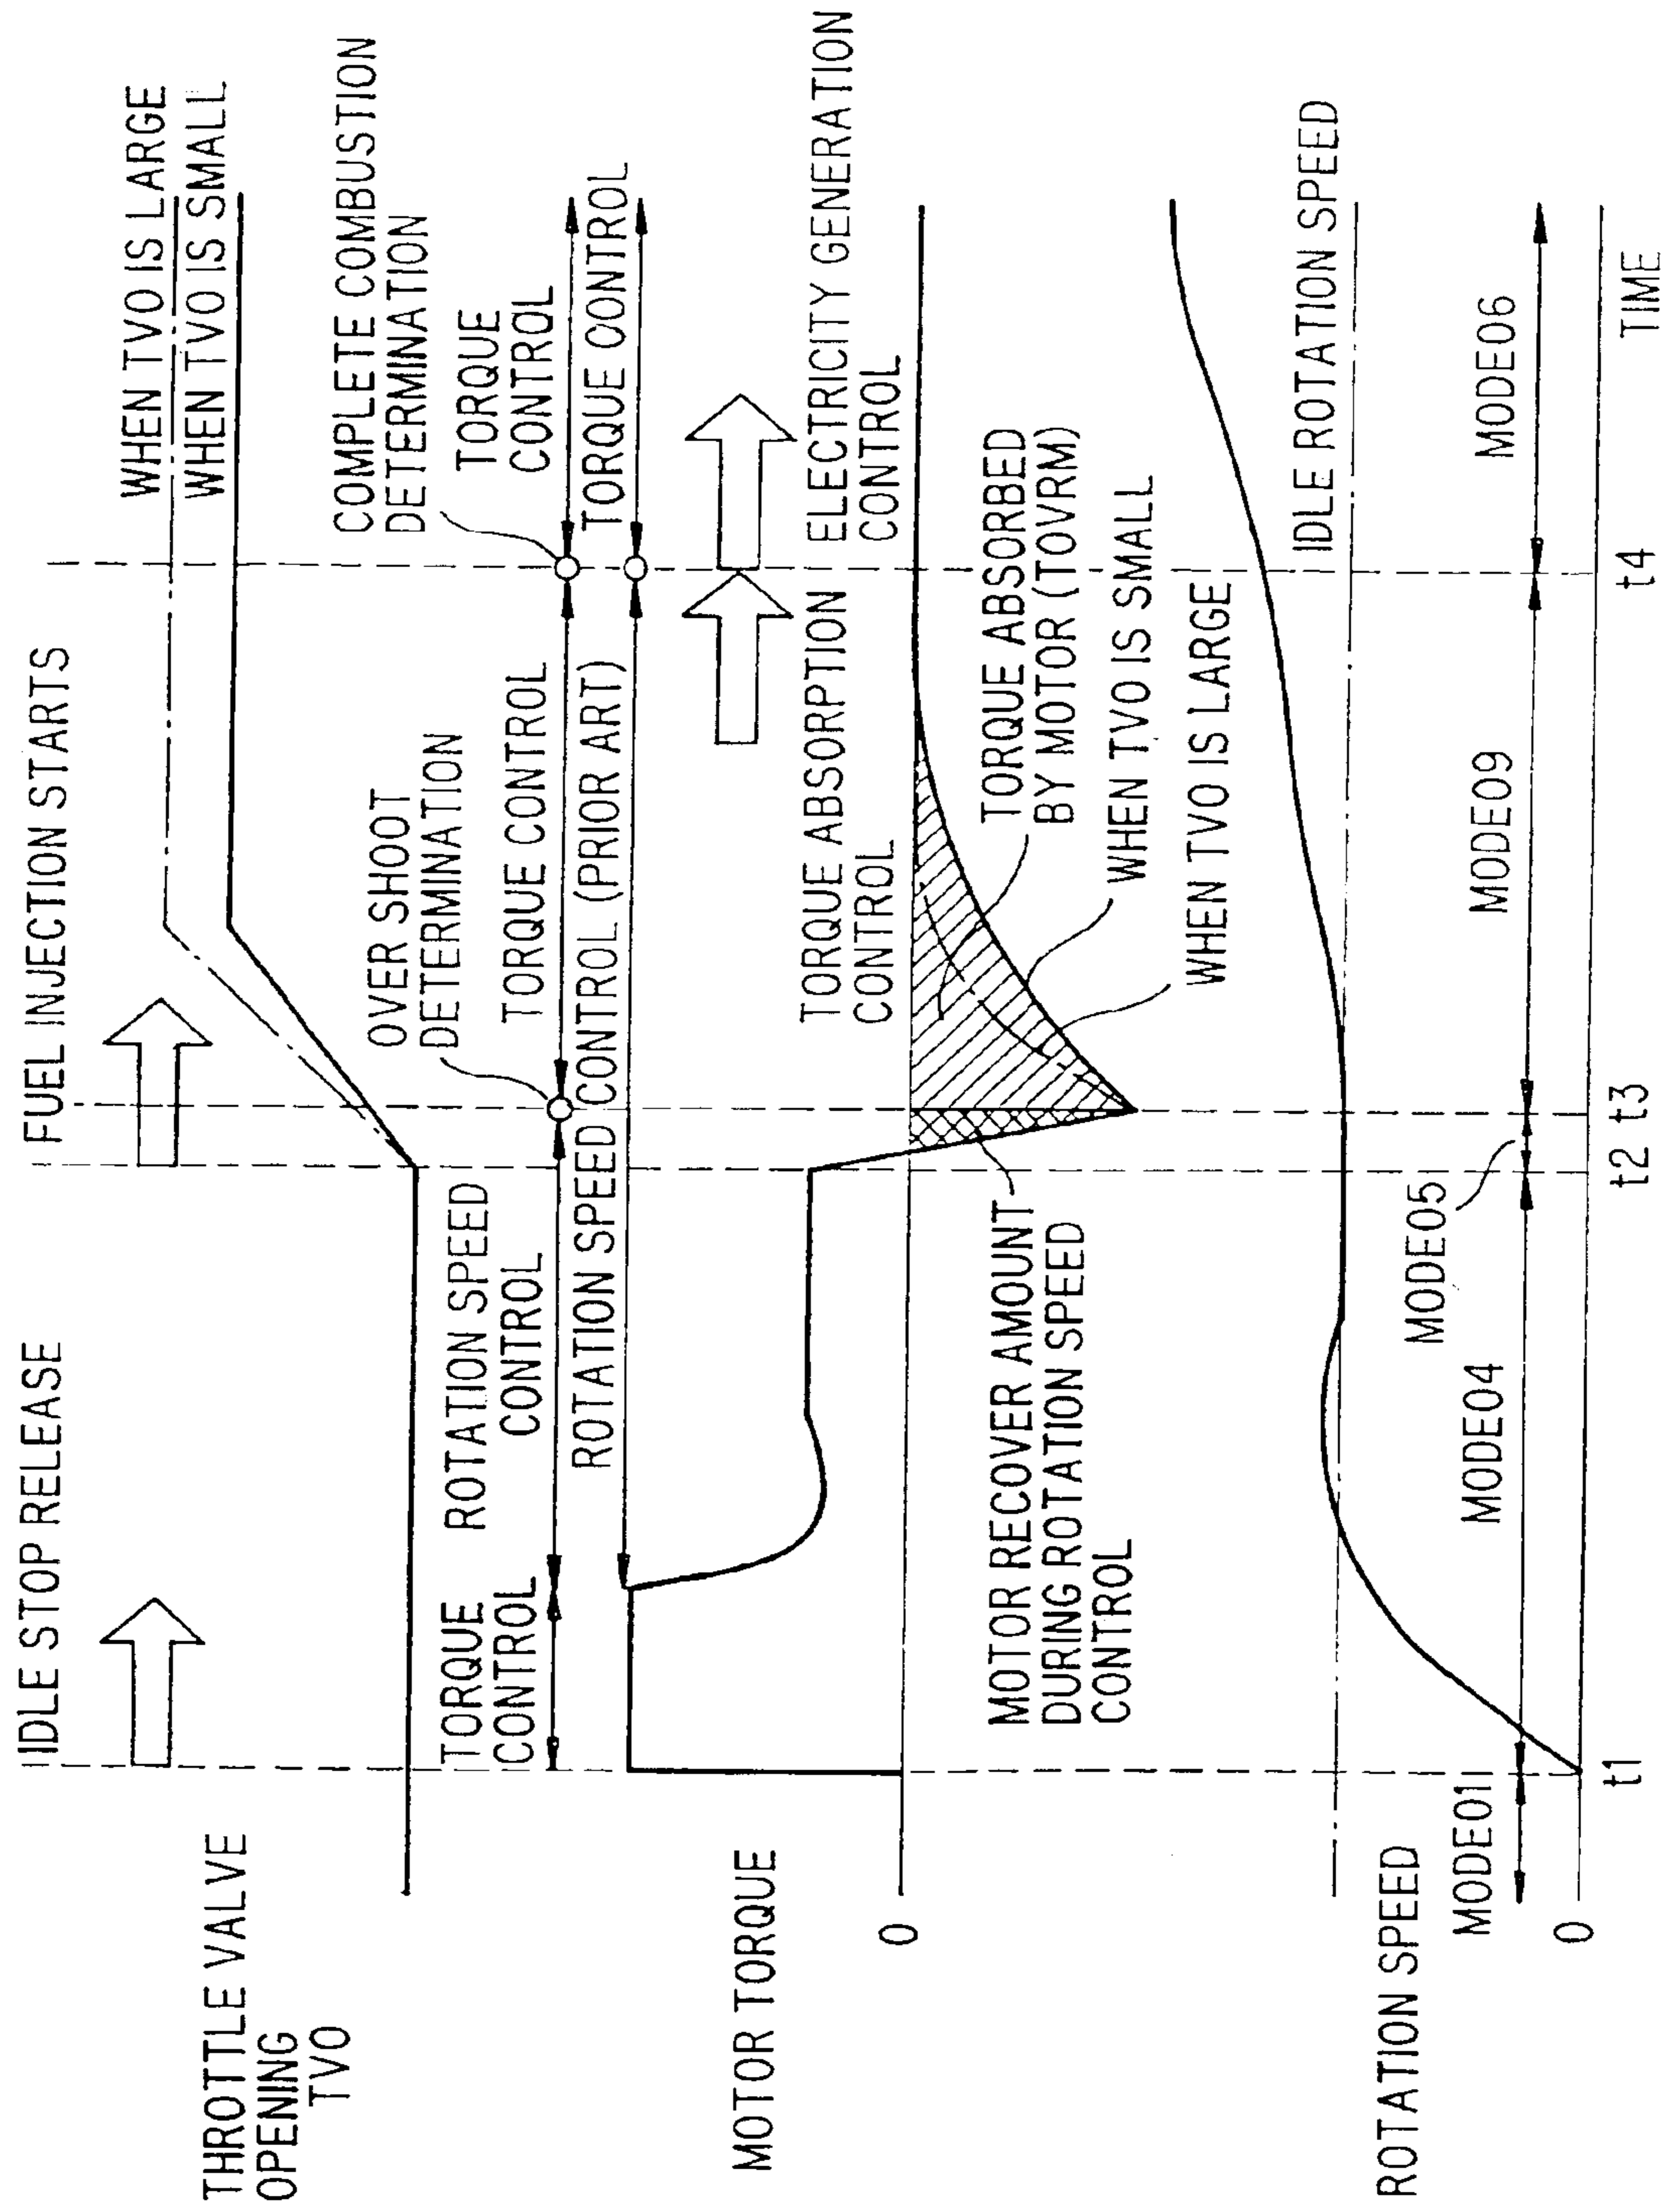 IDLE STOP RELEASE
FUEL INJECTION STARTS
WHEN TVO IS LARGE
WHEN TVO IS SMALL
THROTTLE VALVE
OPENING
TVO
OVER SHOOT
DETERMINATION
COMPLETE COMBUSTION
DETERMINATION
TORQUE
CONTROL
ROTATION SPEED
CONTROL
TORQUE CONTROL
TORQUE
CONTROL
ROTATION SPEED CONTROL (PRIOR ART)
TORQUE CONTROL
MOTOR TORQUE
TORQUE ABSORPTION
CONTROL
ELECTRICITY GENERATION
CONTROL
0
TORQUE ABSORBED
BY MOTOR (TOVRM)
WHEN TVO IS SMALL
WHEN TVO IS LARGE
MOTOR RECOVER AMOUNT
DURING ROTATION SPEED
CONTROL
IDLE ROTATION SPEED
ROTATION SPEED
MODE01
MODE04
MODE05
MODE09
MODE06
0
t1
t2
t3
t4
TIME